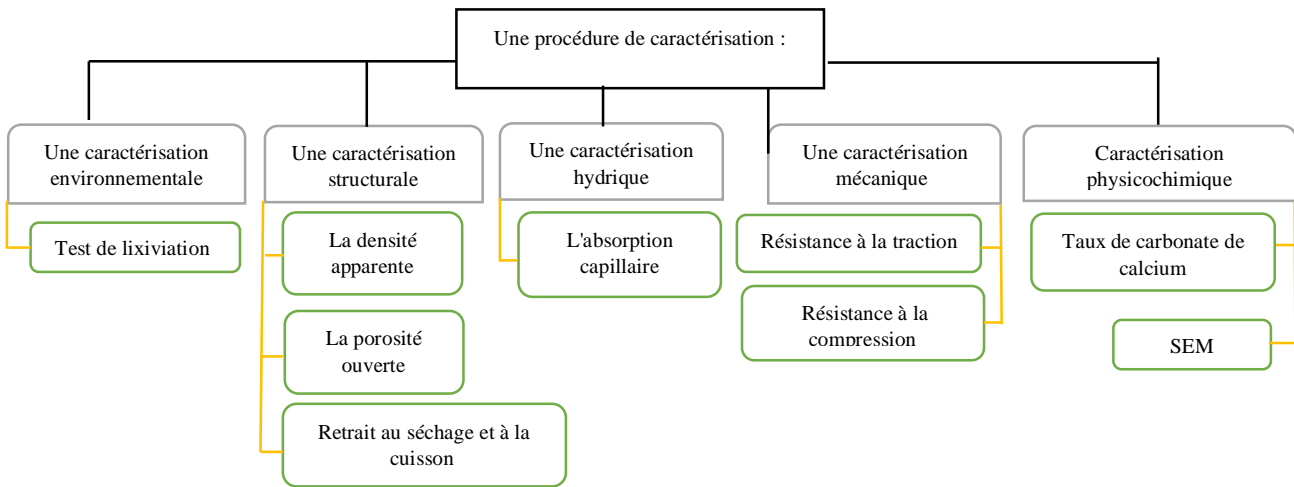 Une procédure de caractérisation :
Une caractérisation
environnementale
Test de lixiviation
Une caractérisation
structurale
La densité
apparente
La porosité
ouverte
Retrait au séchage et à la
cuisson
Une caractérisation
hydrique
L'absorption
capillaire
Une caractérisation
mécanique
Résistance à la traction
Résistance à la
compression
Caractérisation
physicochimique
Taux de carbonate de
calcium
SEM